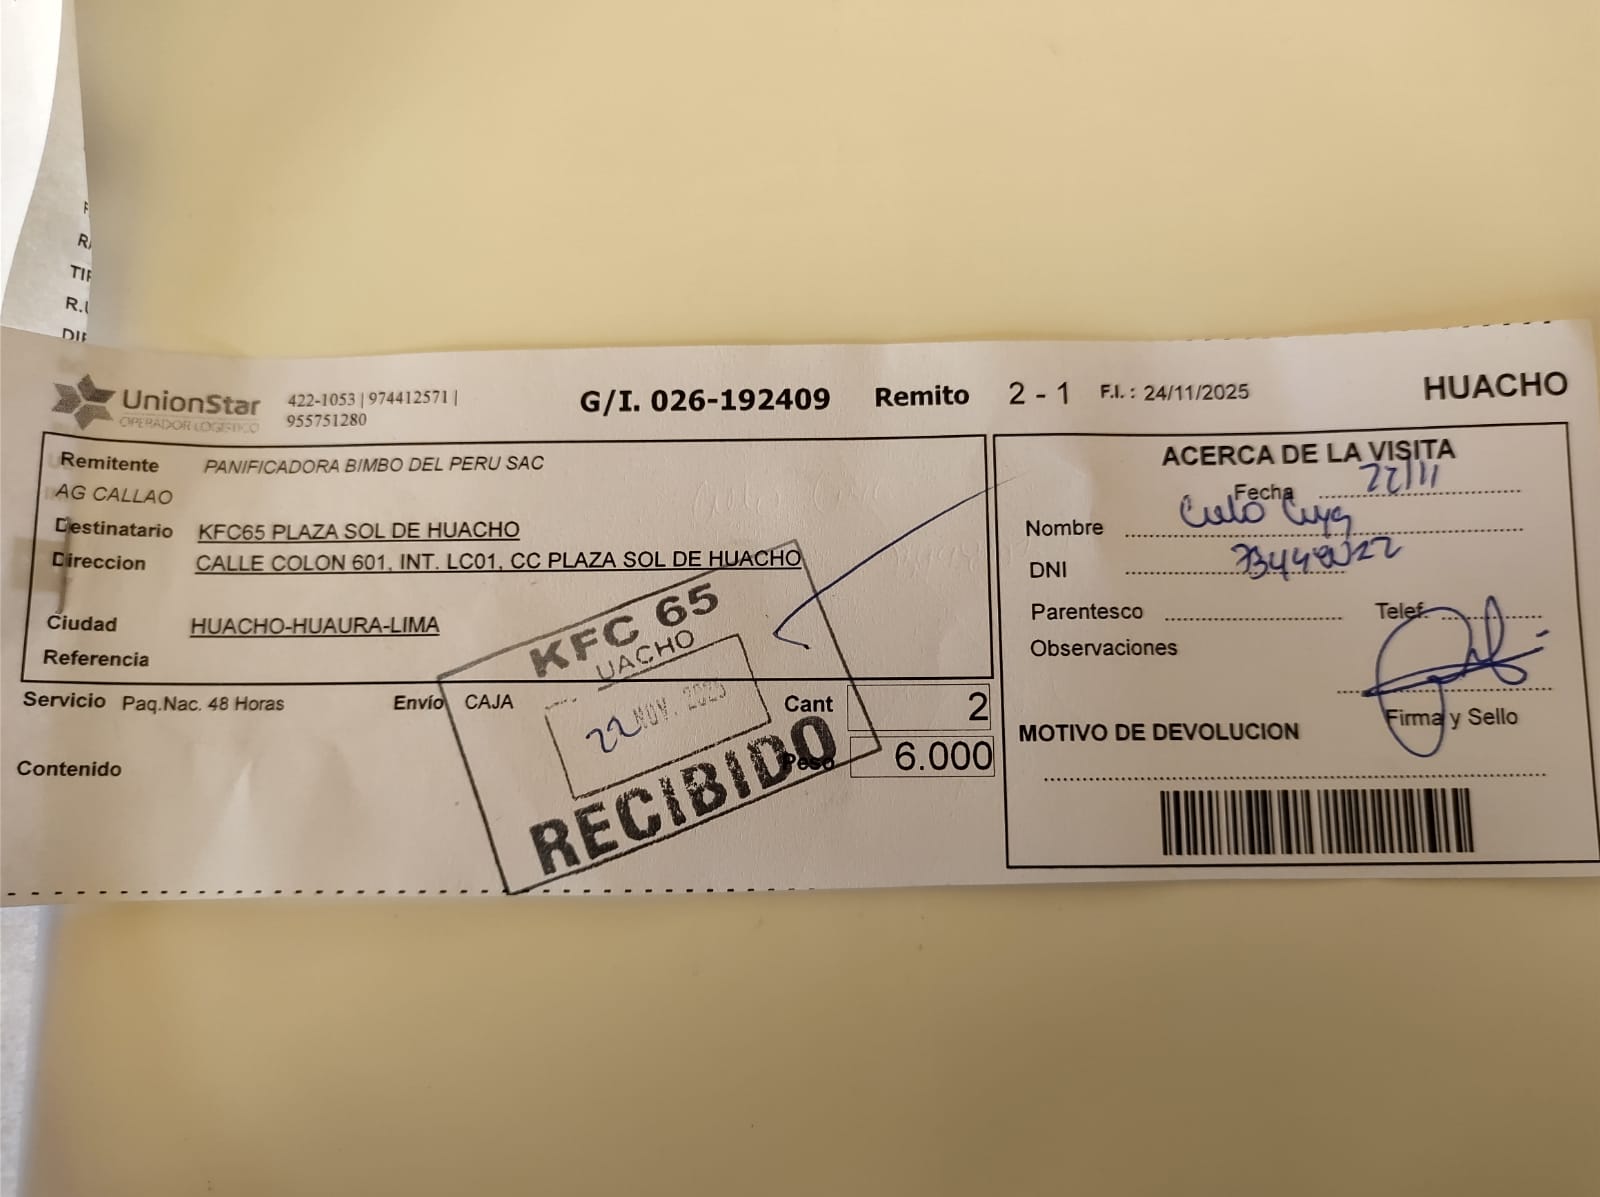 UnionStar
OPERADOR LOGISTICO
422-1053 | 974412571 |
955751280
G/I. 026-192409 Remito 2 - 1 F.I. : 24/11/2025 HUACHO
Remitente PANIFICADORA BIMBO DEL PERU SAC
AG CALLAO
Destinatario KFC65 PLAZA SOL DE HUACHO
Direccion CALLE COLON 601, INT. LC01, CC PLAZA SOL DE HUACHO
Ciudad HUACHO-HUAURA-LIMA
Referencia
Servicio Paq.Nac. 48 Horas Envío CAJA Cant 2
Peso 6.000
Contenido
KFC 65
UACHO
22 NOV. 2025
RECIBIDO
ACERCA DE LA VISITA
Fecha 22/11
Nombre
DNI
Parentesco Telef.
Observaciones
Firma y Sello
MOTIVO DE DEVOLUCION
R
TI
R.